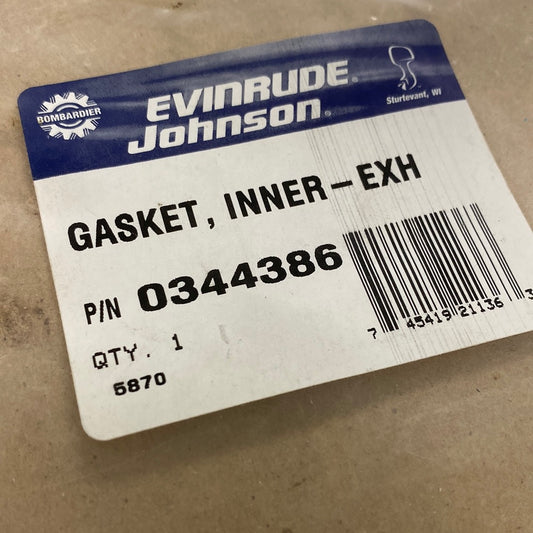 BOMBARDIER
EVINRUDE®
Johnson®
Sturtevant, WI
GASKET, INNER-EXH
P/N 0344386
7 45419 21136 3
QTY. 1
5870